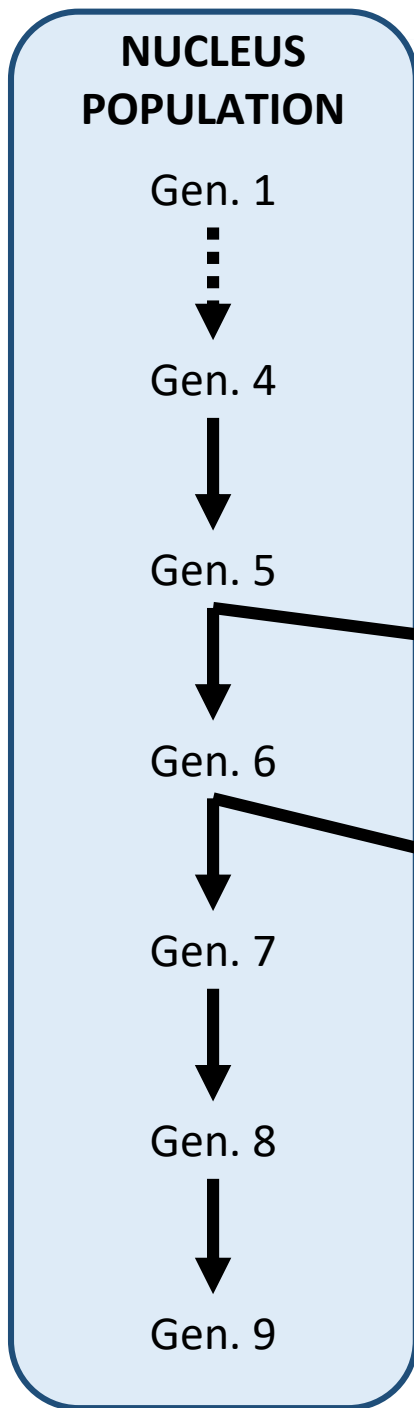 NUCLEUS
POPULATION
Gen. 1
Gen. 4
Gen. 5
Gen. 6
Gen. 7
Gen. 8
Gen. 9